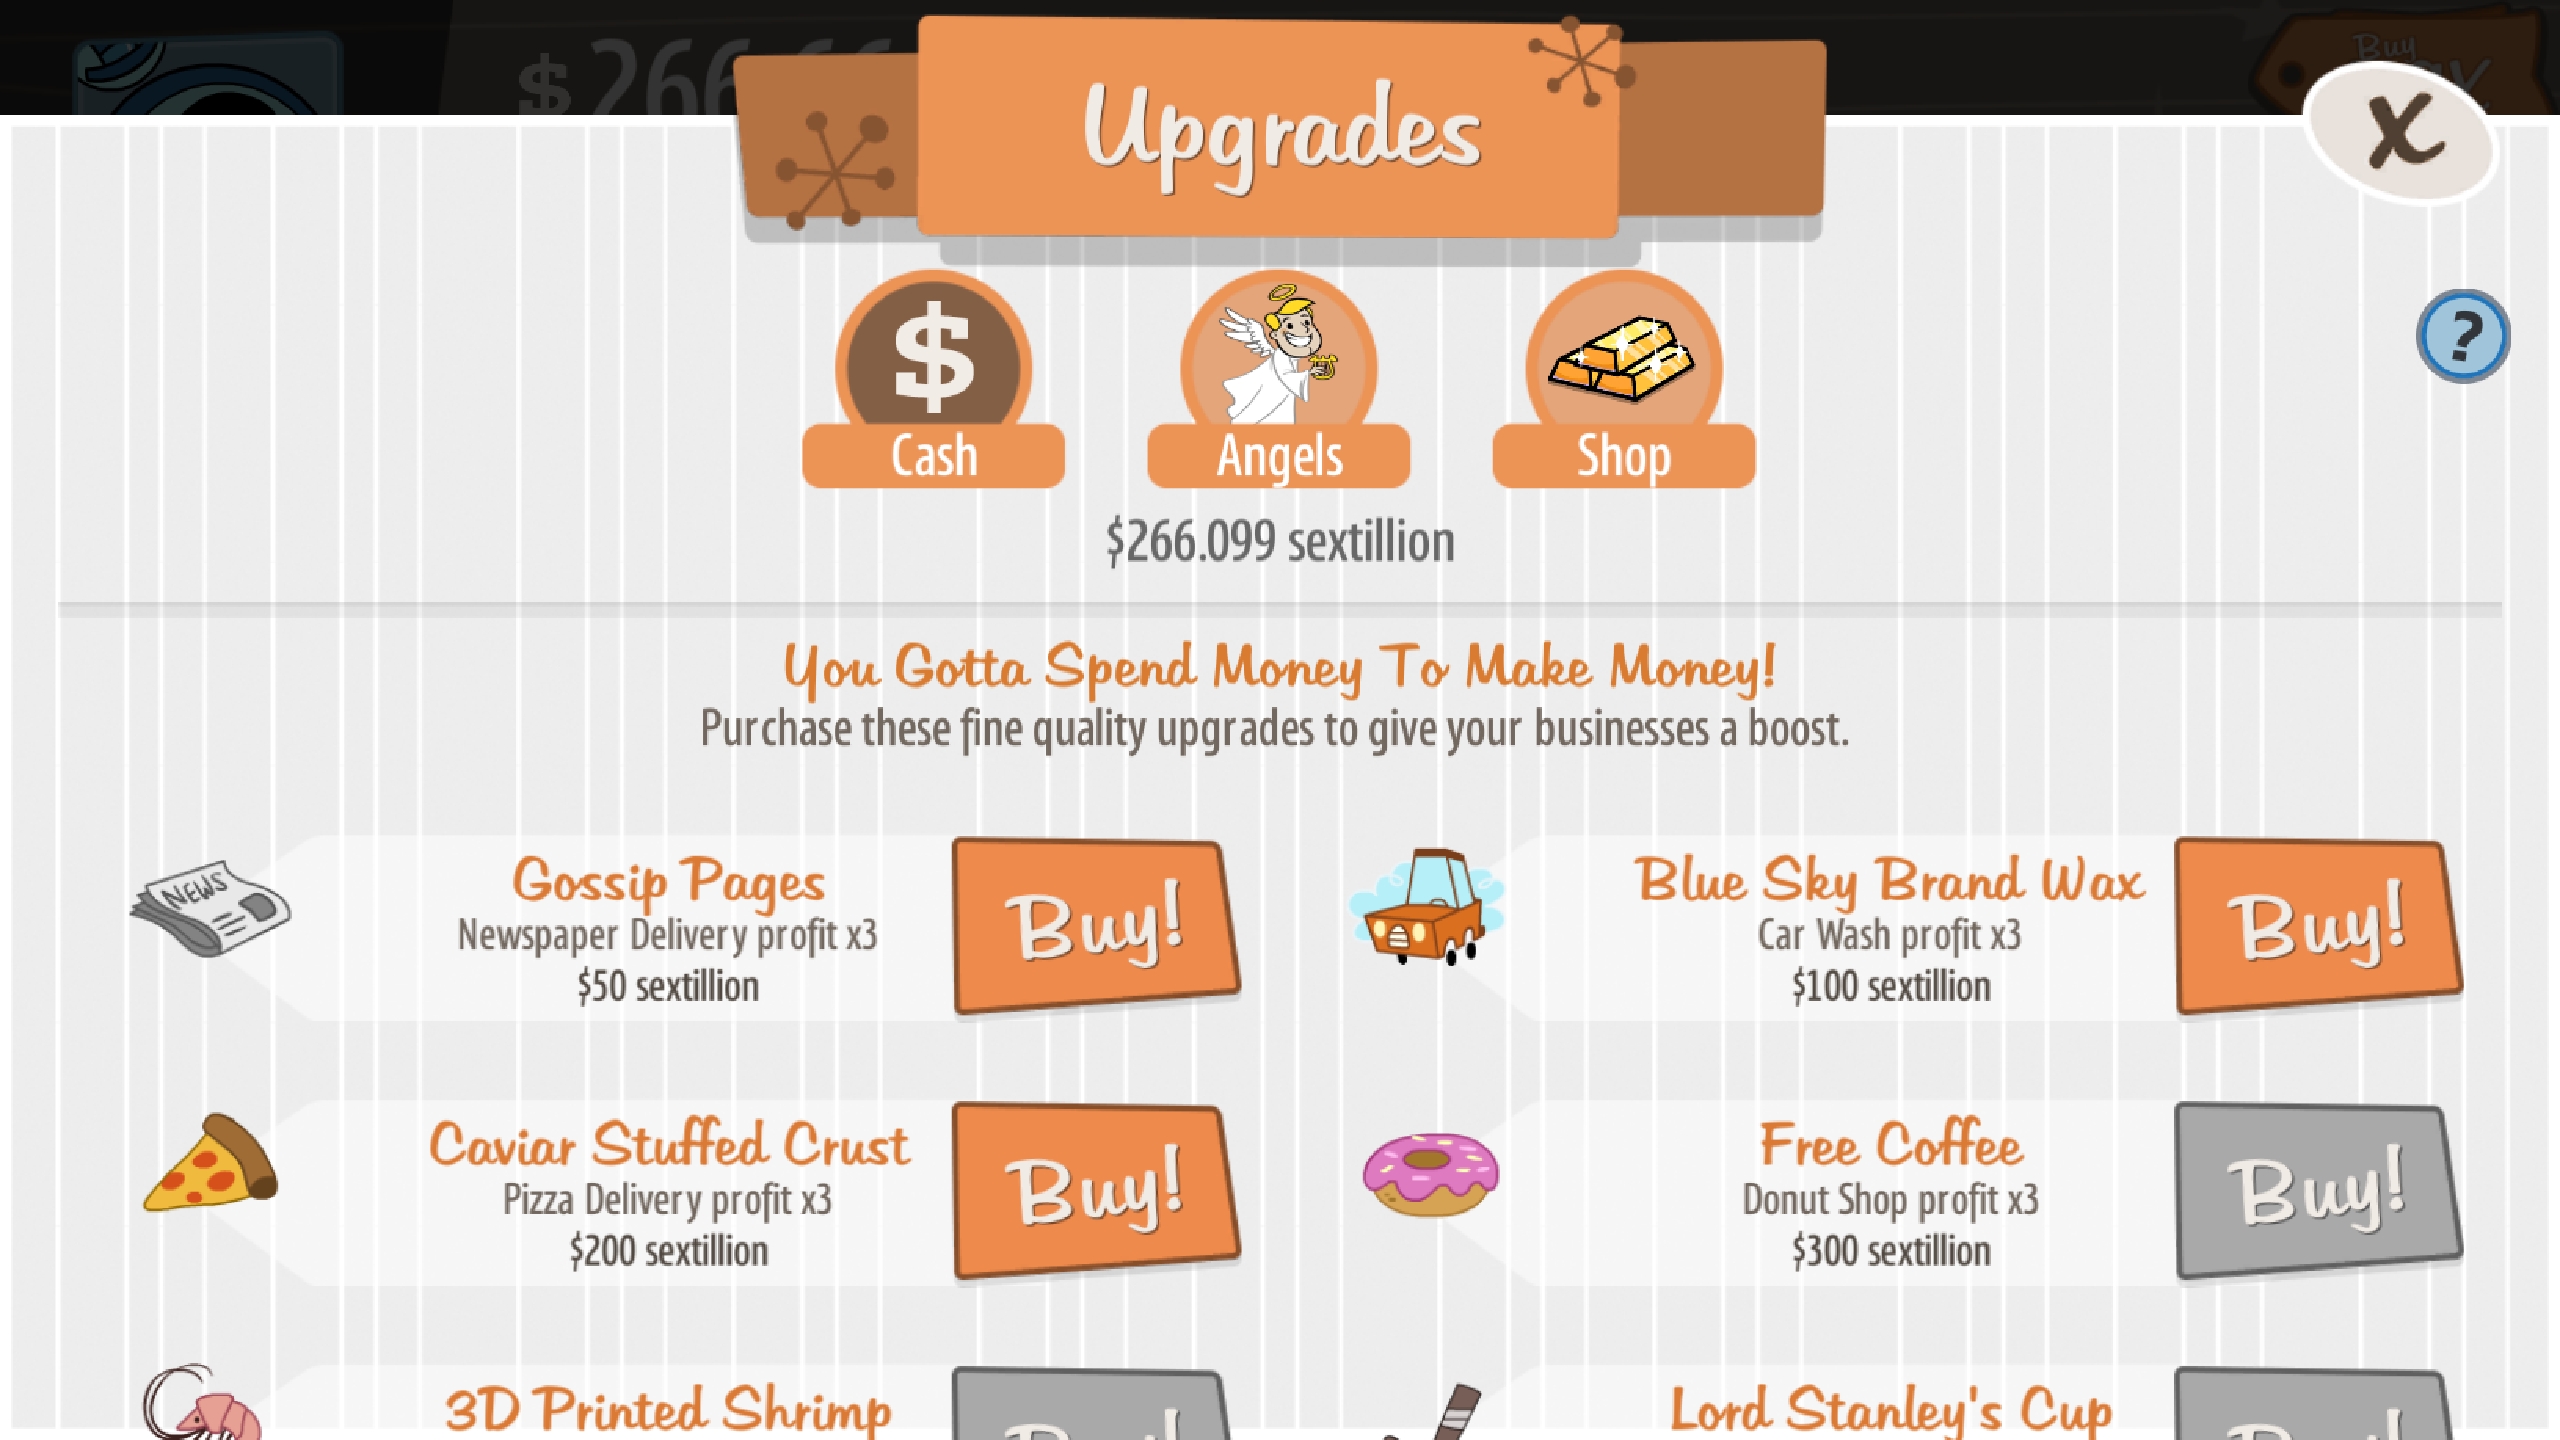 $266.66
Buy
Upgrades
X
$
?
Cash
Angels
Shop
$266.099 sextillion
You Gotta Spend Money To Make Money!
Purchase these fine quality upgrades to give your businesses a boost.
NEWS
Gossip Pages
Newspaper Delivery profit x3
$50 sextillion
Buy!
Blue Sky Brand Wax
Car Wash profit x3
$100 sextillion
Buy!
Caviar Stuffed Crust
Pizza Delivery profit x3
$200 sextillion
Buy!
Free Coffee
Donut Shop profit x3
$300 sextillion
Buy!
3D Printed Shrimp
Buy!
Lord Stanley's Cup
Buy!